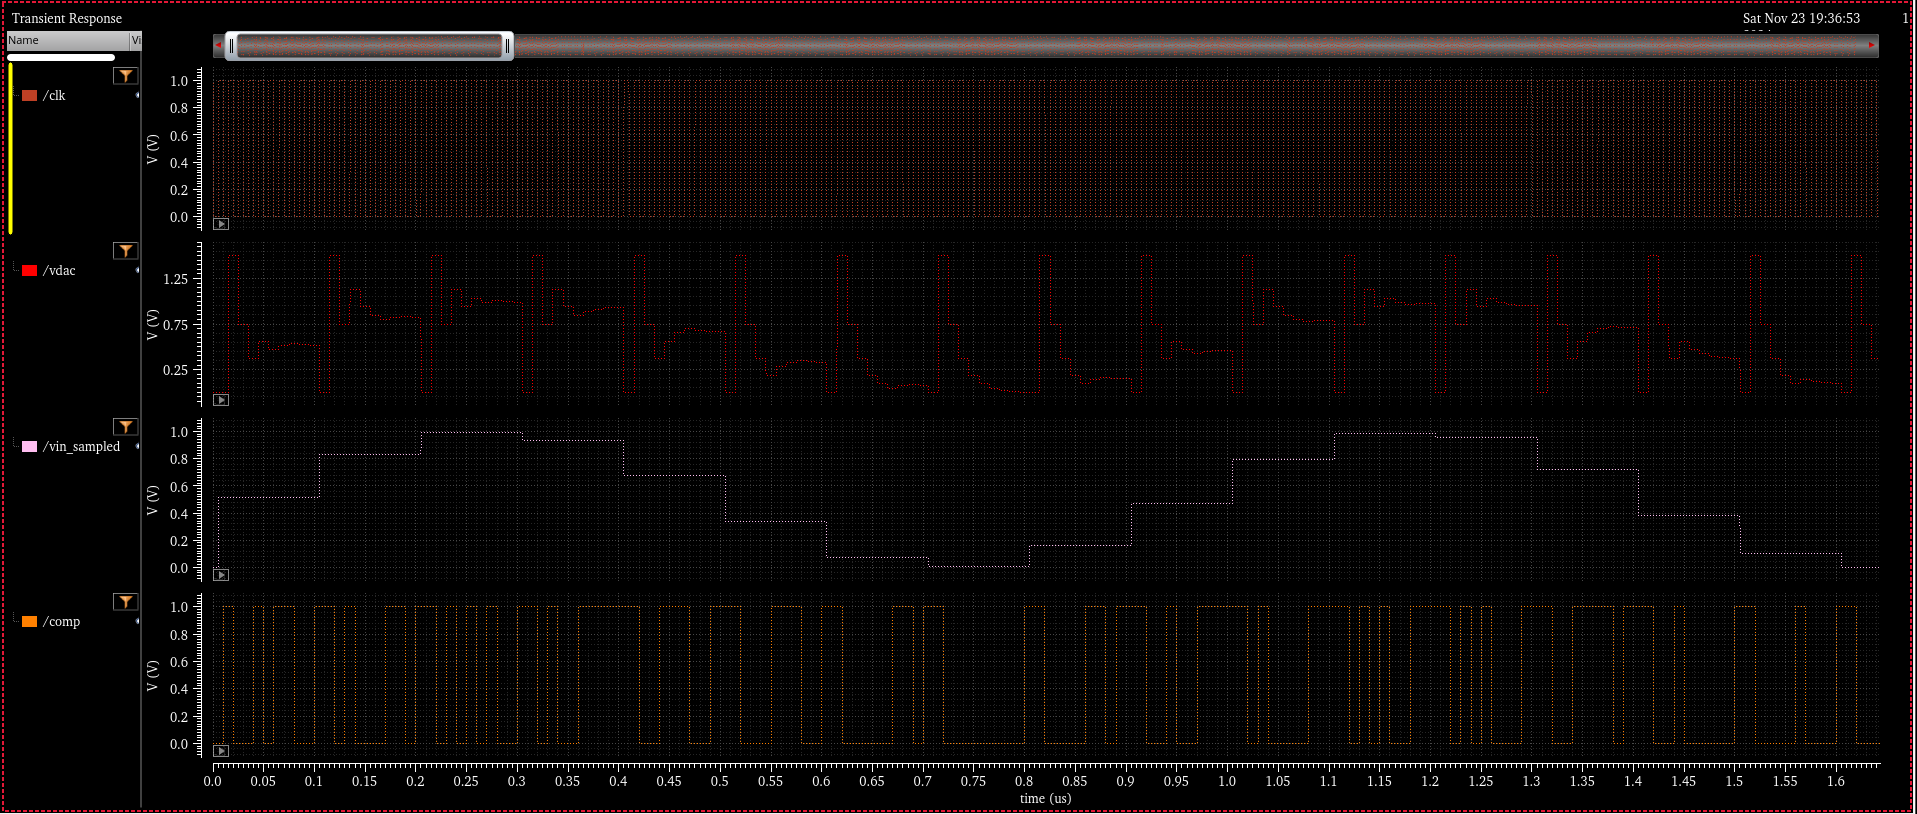 Transient Response
Sat Nov 23 19:36:53
1
Name
Vi
/clk
V (V)
1.0
0.8
0.6
0.4
0.2
0.0
/vdac
V (V)
1.25
0.75
0.25
/vin_sampled
V (V)
1.0
0.8
0.6
0.4
0.2
0.0
/comp
V (V)
1.0
0.8
0.6
0.4
0.2
0.0
0.0 0.05 0.1 0.15 0.2 0.25 0.3 0.35 0.4 0.45 0.5 0.55 0.6 0.65 0.7 0.75 0.8 0.85 0.9 0.95 1.0 1.05 1.1 1.15 1.2 1.25 1.3 1.35 1.4 1.45 1.5 1.55 1.6
time (us)